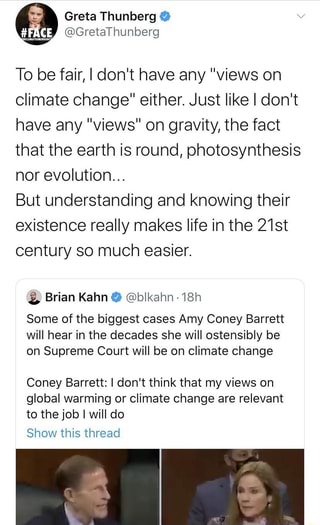 Greta Thunberg
#FACE
@GretaThunberg
To be fair, I don't have any "views on
climate change" either. Just like I don't
have any "views" on gravity, the fact
that the earth is round, photosynthesis
nor evolution...
But understanding and knowing their
existence really makes life in the 21st
century so much easier.
Brian Kahn @blkahn · 18h
Some of the biggest cases Amy Coney Barrett
will hear in the decades she will ostensibly be
on Supreme Court will be on climate change
Coney Barrett: I don't think that my views on
global warming or climate change are relevant
to the job I will do
Show this thread